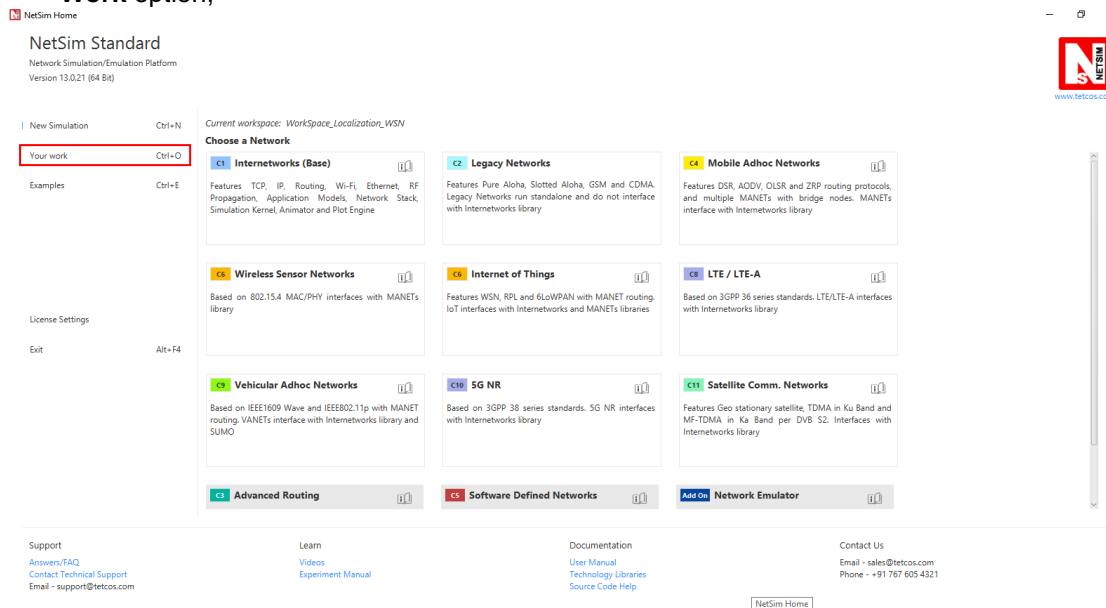 Work option,
NetSim Home
NetSim Standard
Network Simulation/Emulation Platform
Version 13.0.21 (64 Bit)
NETSIM
www.tetcos.co
New Simulation Ctrl+N
Your work Ctrl+O
Examples Ctrl+E
License Settings
Exit Alt+F4
Current workspace: WorkSpace_Localization_WSN
Choose a Network
C1 Internetworks (Base)
Features TCP, IP, Routing, Wi-Fi, Ethernet, RF
Propagation, Application Models, Network Stack,
Simulation Kernel, Animator and Plot Engine
C2 Legacy Networks
Features Pure Aloha, Slotted Aloha, GSM and CDMA.
Legacy Networks run standalone and do not interface
with Internetworks library
C4 Mobile Adhoc Networks
Features DSR, AODV, OLSR and ZRP routing protocols,
and multiple MANETs with bridge nodes. MANETs
interface with Internetworks library
C6 Wireless Sensor Networks
Based on 802.15.4 MAC/PHY interfaces with MANETs
library
C6 Internet of Things
Features WSN, RPL and 6LoWPAN with MANET routing.
IoT interfaces with Internetworks and MANETs libraries
C8 LTE / LTE-A
Based on 3GPP 36 series standards. LTE/LTE-A interfaces
with Internetworks library
C9 Vehicular Adhoc Networks
Based on IEEE1609 Wave and IEEE802.11p with MANET
routing. VANETs interface with Internetworks library and
SUMO
C10 5G NR
Based on 3GPP 38 series standards. 5G NR interfaces
with Internetworks library
C11 Satellite Comm. Networks
Features Geo stationary satellite, TDMA in Ku Band and
MF-TDMA in Ka Band per DVB S2. Interfaces with
Internetworks library
C3 Advanced Routing
C5 Software Defined Networks
Add On Network Emulator
Support
Answers/FAQ
Contact Technical Support
Email - support@tetcos.com
Learn
Videos
Experiment Manual
Documentation
User Manual
Technology Libraries
Source Code Help
Contact Us
Email - sales@tetcos.com
Phone - +91 767 605 4321
NetSim Home